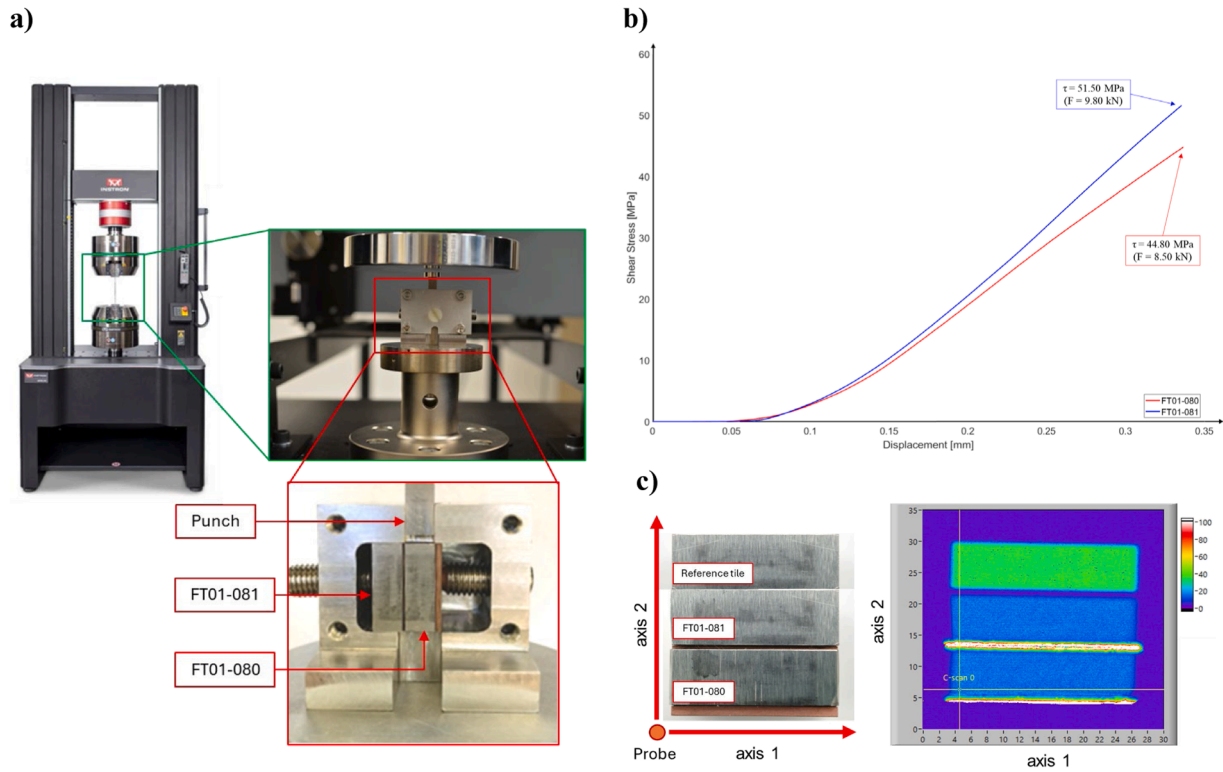 a)
INSTRON
Punch
FT01-081
FT01-080
b)
60
50
40
30
20
10
0
Shear Stress [MPa]
τ = 51.50 MPa
(F = 9.80 kN)
τ = 44.80 MPa
(F = 8.50 kN)
FT01-080
FT01-081
0 0.05 0.1 0.15 0.2 0.25 0.3 0.35
Displacement [mm]
c)
axis 2
Reference tile
FT01-081
FT01-080
Probe
axis 1
axis 2
35
30
25
20
15
10
5
0
C-scan 0
0 2 4 6 8 10 12 14 16 18 20 22 24 26 28 30
axis 1
100
80
60
40
20
0